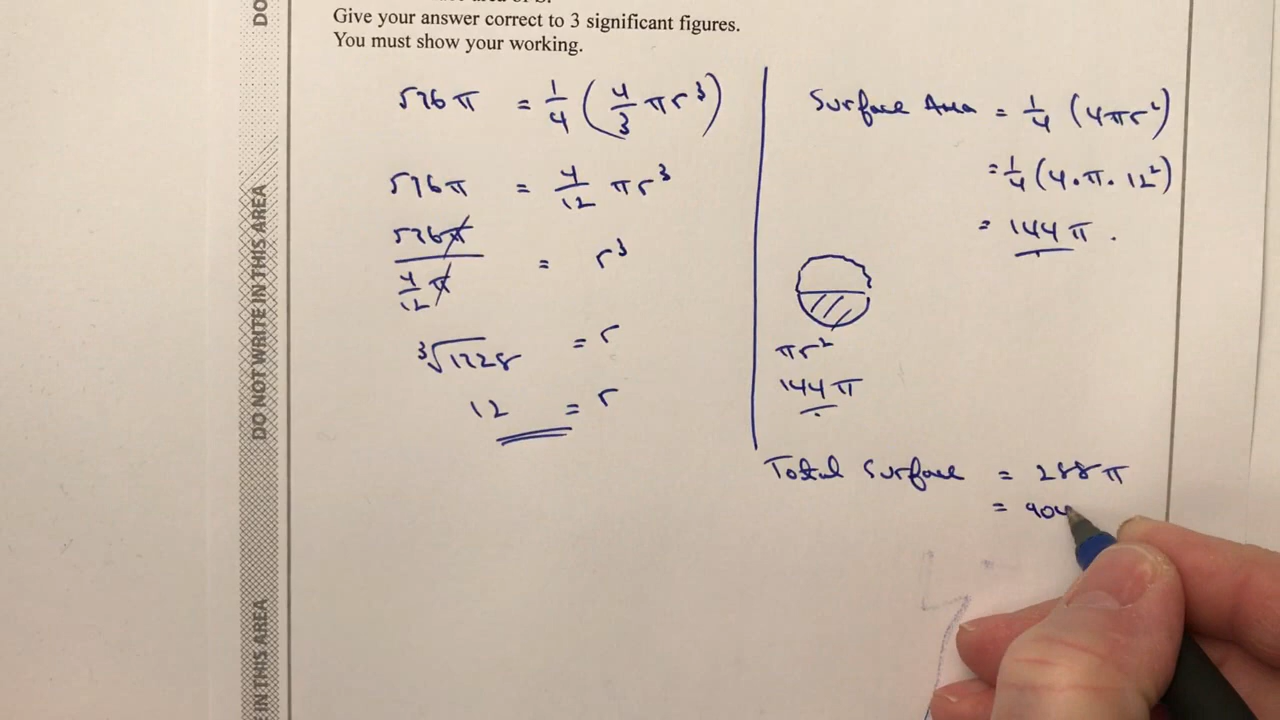 Give your answer correct to 3 significant figures.
You must show your working.
576π = 1/4 (4/3 πr³)
576π = 4/12 πr³
576π / 4/12 π = r³
³√1728 = r
12 = r
Surface Area = 1/4 (4πr²)
= 1/4 (4.π.12²)
= 144π.
πr²
144π
Total Surface = 288π
= 904
DO
DO NOT WRITE IN THIS AREA
E IN THIS AREA